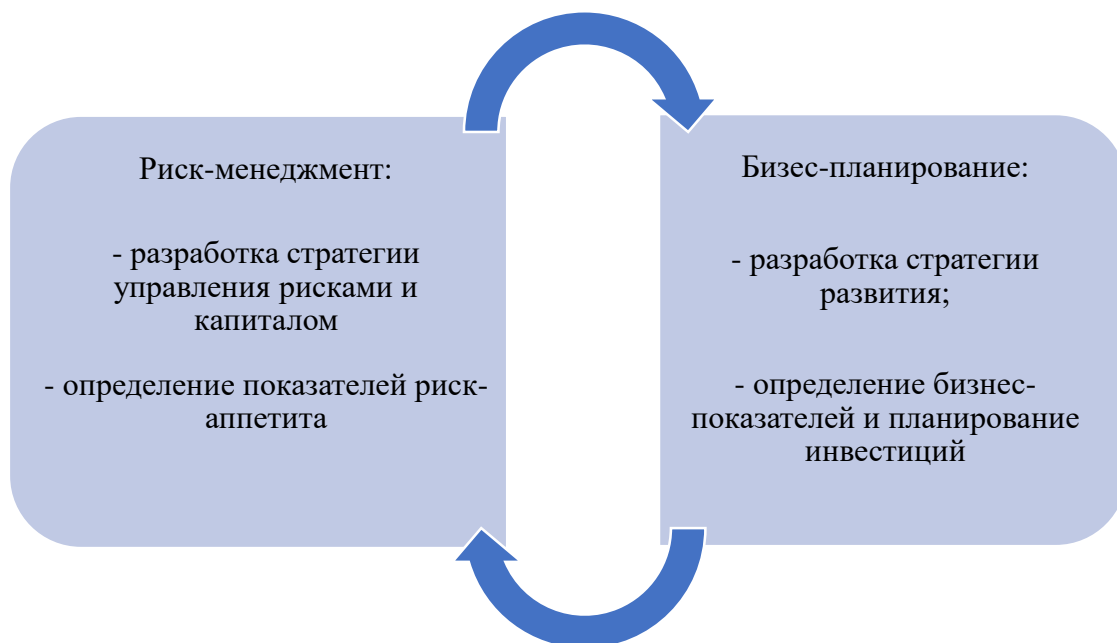 Риск-менеджмент:
- разработка стратегии
управления рисками и
капиталом
- определение показателей риск-
аппетита
Бизес-планирование:
- разработка стратегии
развития;
- определение бизнес-
показателей и планирование
инвестиций